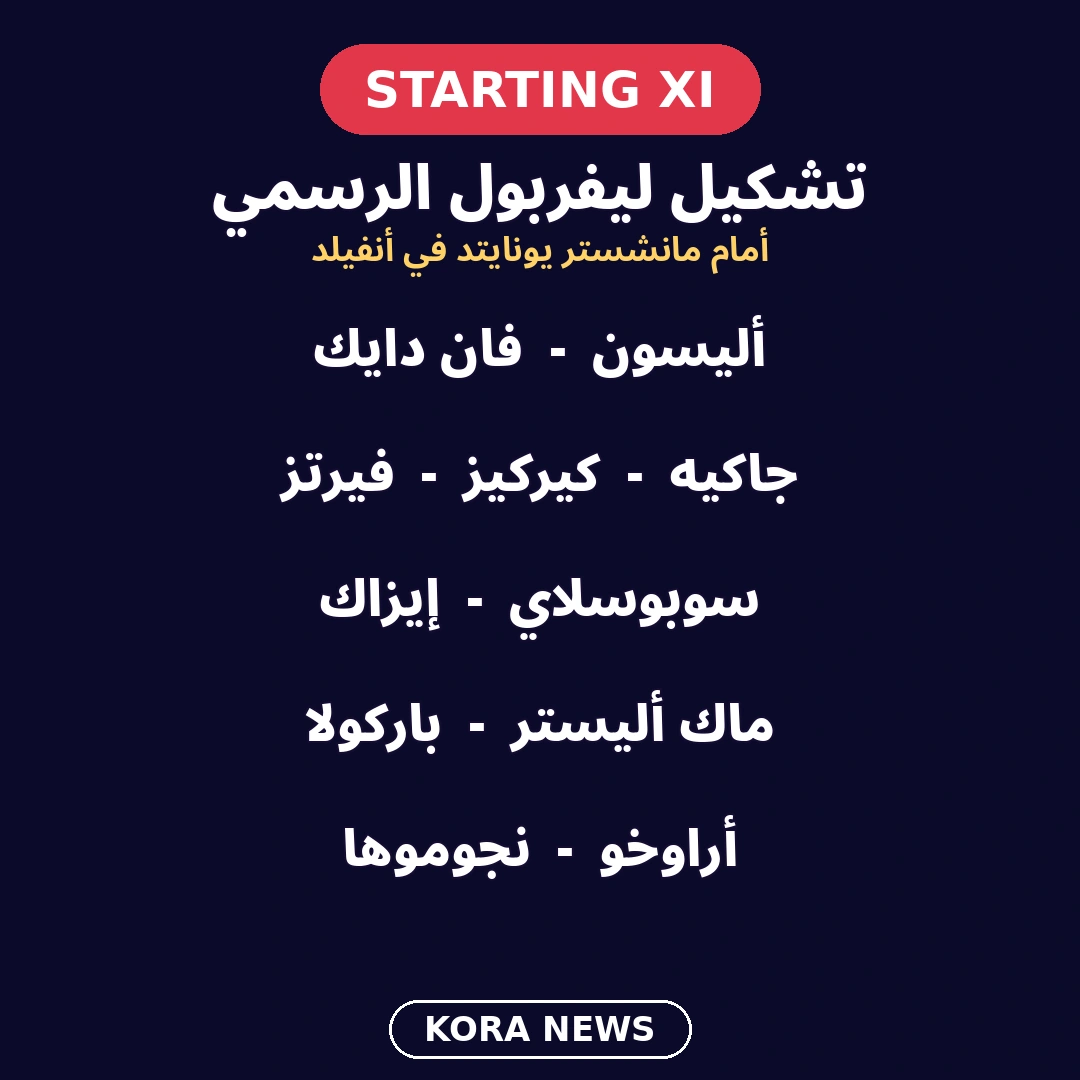 STARTING XI
تشكيل ليفربول الرسمي
أمام مانشستر يونايتد في أنفيلد
أليسون - فان دايك
جاكيه - كيركيز - فيرتز
سوبوسلاي - إيزاك
ماك أليستر - باركولا
أراوخو - نجوموها
KORA NEWS